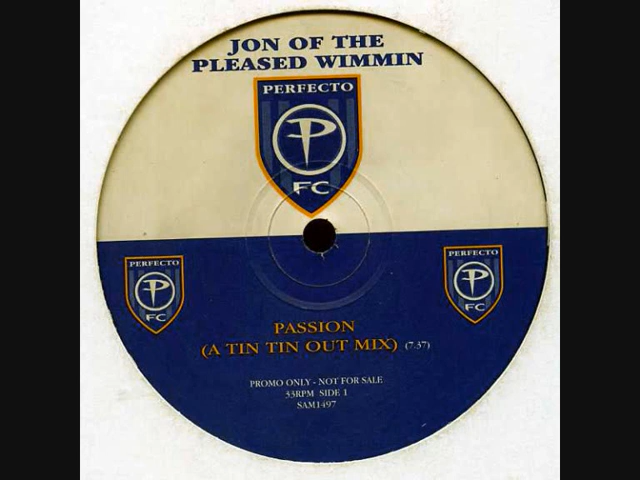 JON OF THE
PLEASED WIMMIN
PERFECTO
P
FC
PERFECTO
P
FC
PERFECTO
P
FC
PASSION
(A TIN TIN OUT MIX) (7.37)
PROMO ONLY - NOT FOR SALE
33RPM SIDE 1
SAM1497